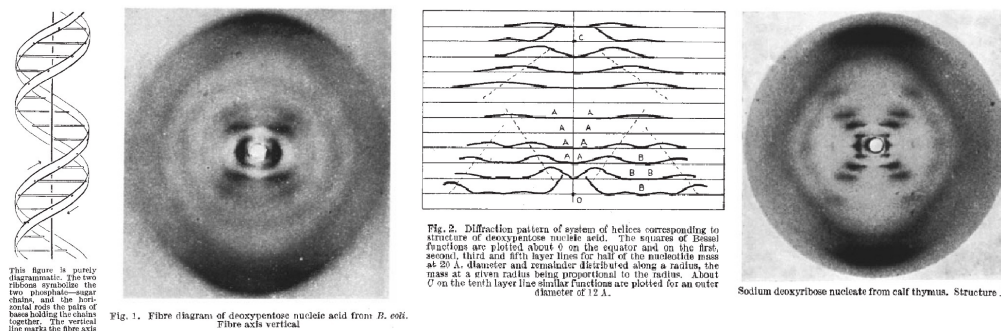 This figure is purely
diagrammatic. The two
ribbons symbolize the
two phosphate—sugar
chains, and the hori-
zontal rods the pairs of
bases holding the chains
together. The vertical
line marks the fibre axis
Fig. 1. Fibre diagram of deoxypentose nucleic acid from B. coli.
Fibre axis vertical
C
A A
A A
A A
A A B
B B
B
O
Fig. 2. Diffraction pattern of system of helices corresponding to
structure of deoxypentose nucleic acid. The squares of Bessel
functions are plotted about 0 on the equator and on the first,
second, third and fifth layer lines for half of the nucleotide mass
at 20 A. diameter and remainder distributed along a radius, the
mass at a given radius being proportional to the radius. About
C on the tenth layer line similar functions are plotted for an outer
diameter of 12 A.
Sodium deoxyribose nucleate from calf thymus. Structure